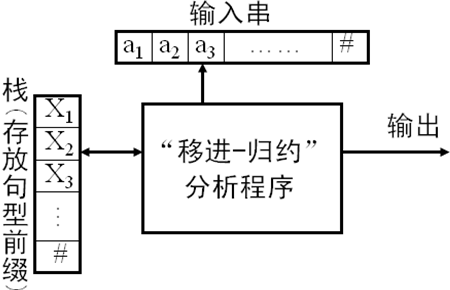 输入串
a1 a2 a3 …… #
栈(存放句型前缀)
X1
X2
X3
⋮
#
“移进-归约”
分析程序
输出